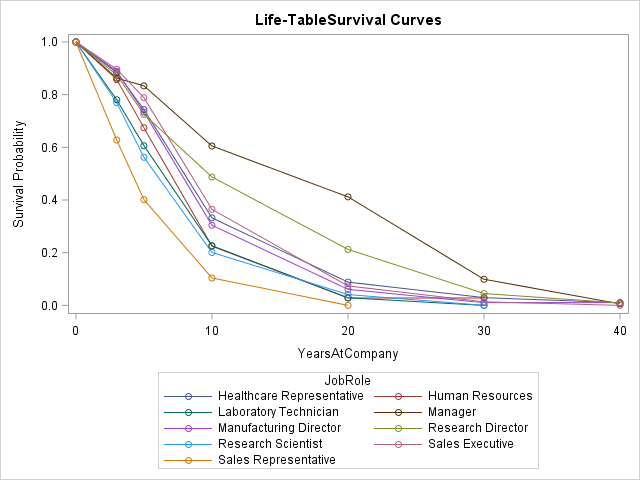 Life-TableSurvival Curves
1.0
0.8
0.6
0.4
0.2
0.0
Survival Probability
0 10 20 30 40
YearsAtCompany
JobRole
Healthcare Representative Human Resources
Laboratory Technician Manager
Manufacturing Director Research Director
Research Scientist Sales Executive
Sales Representative